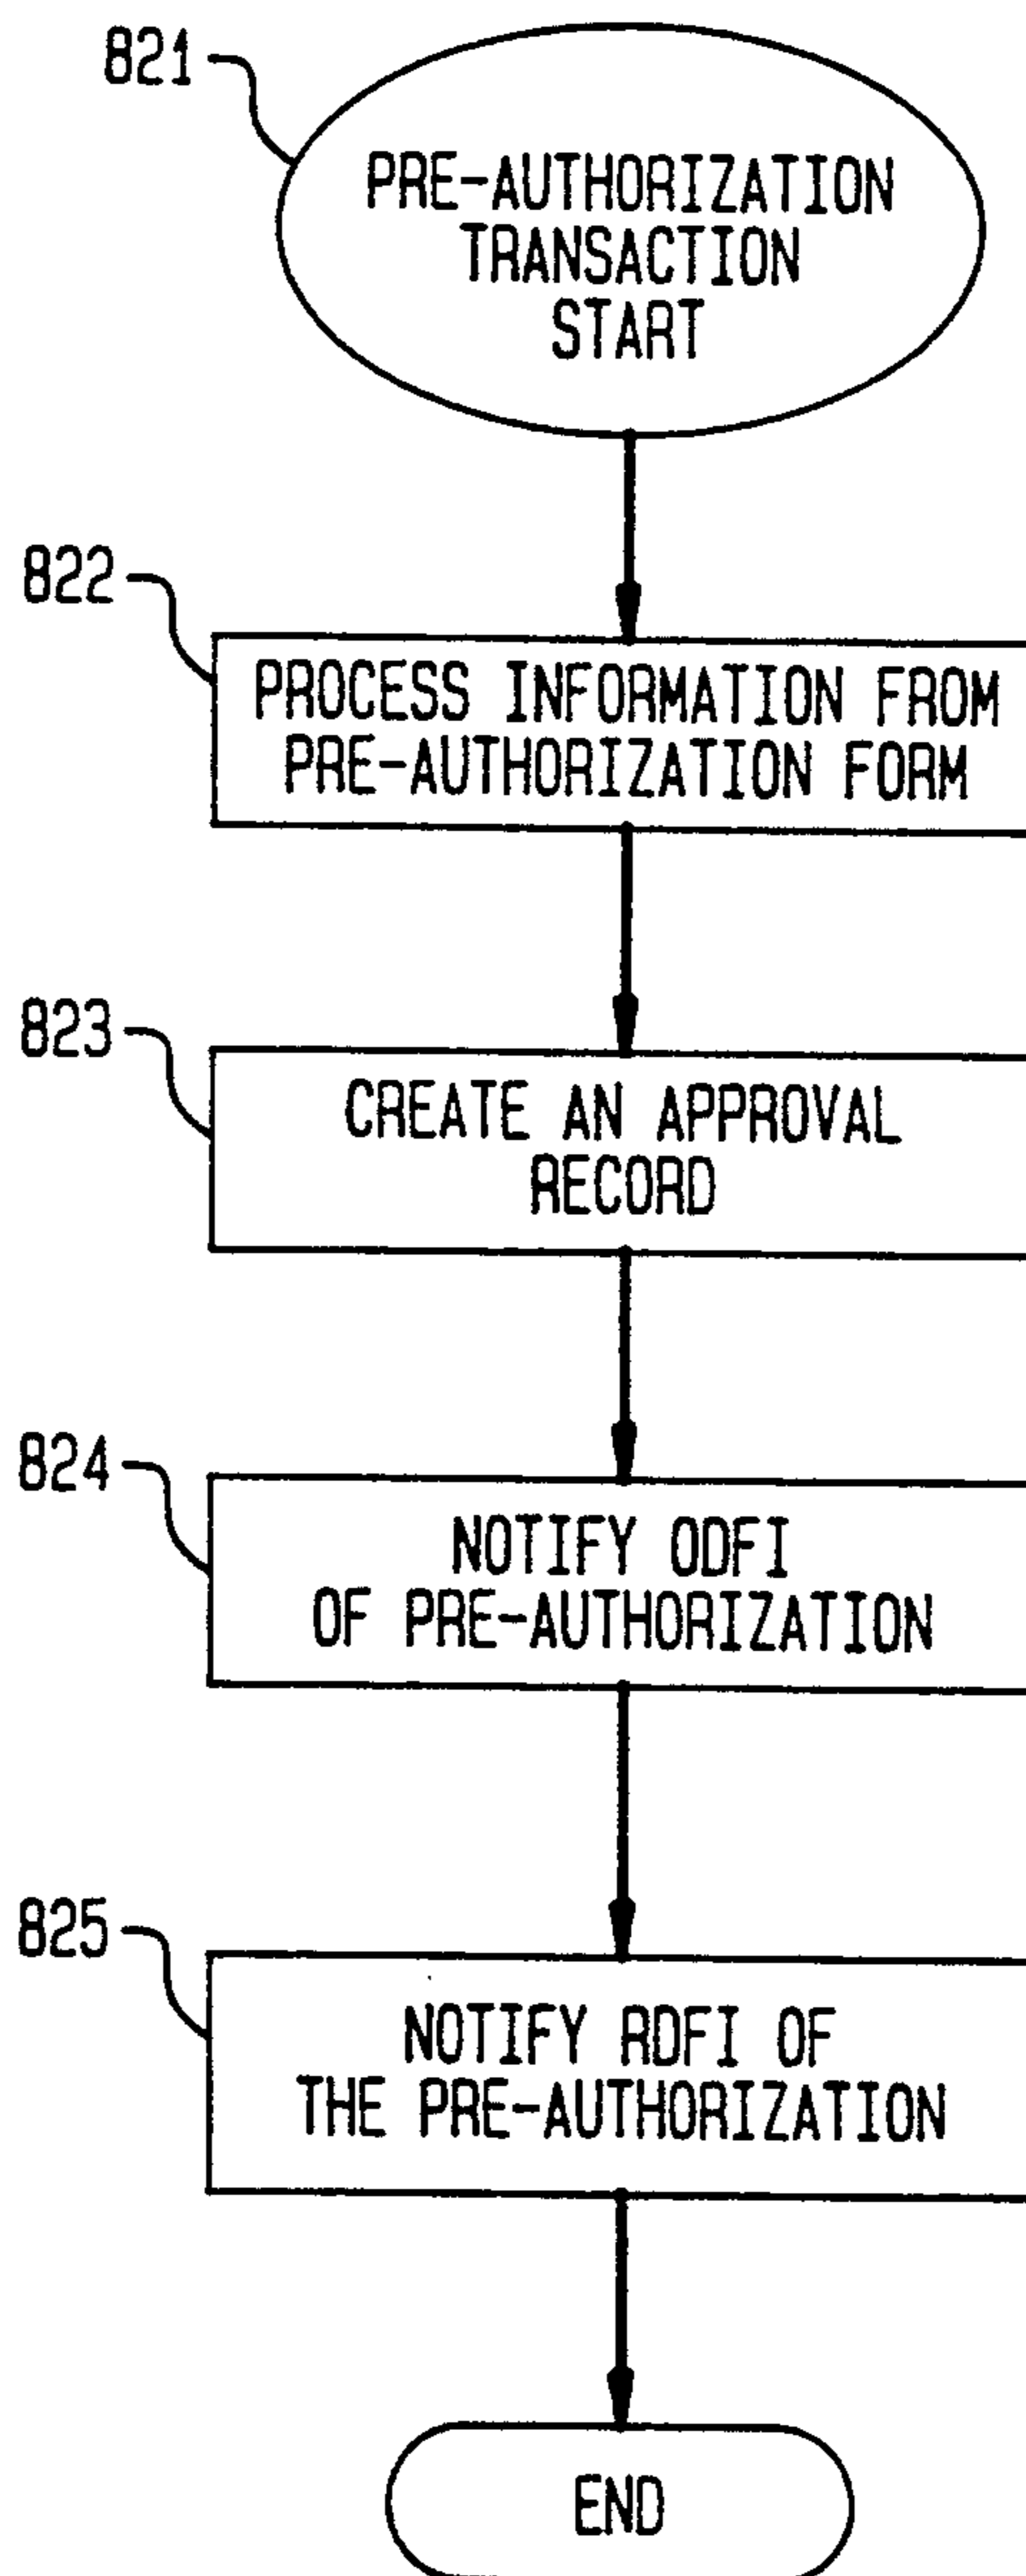 821
PRE-AUTHORIZATION
TRANSACTION
START
822
PROCESS INFORMATION FROM
PRE-AUTHORIZATION FORM
823
CREATE AN APPROVAL
RECORD
824
NOTIFY ODFI
OF PRE-AUTHORIZATION
825
NOTIFY RDFI OF
THE PRE-AUTHORIZATION
END